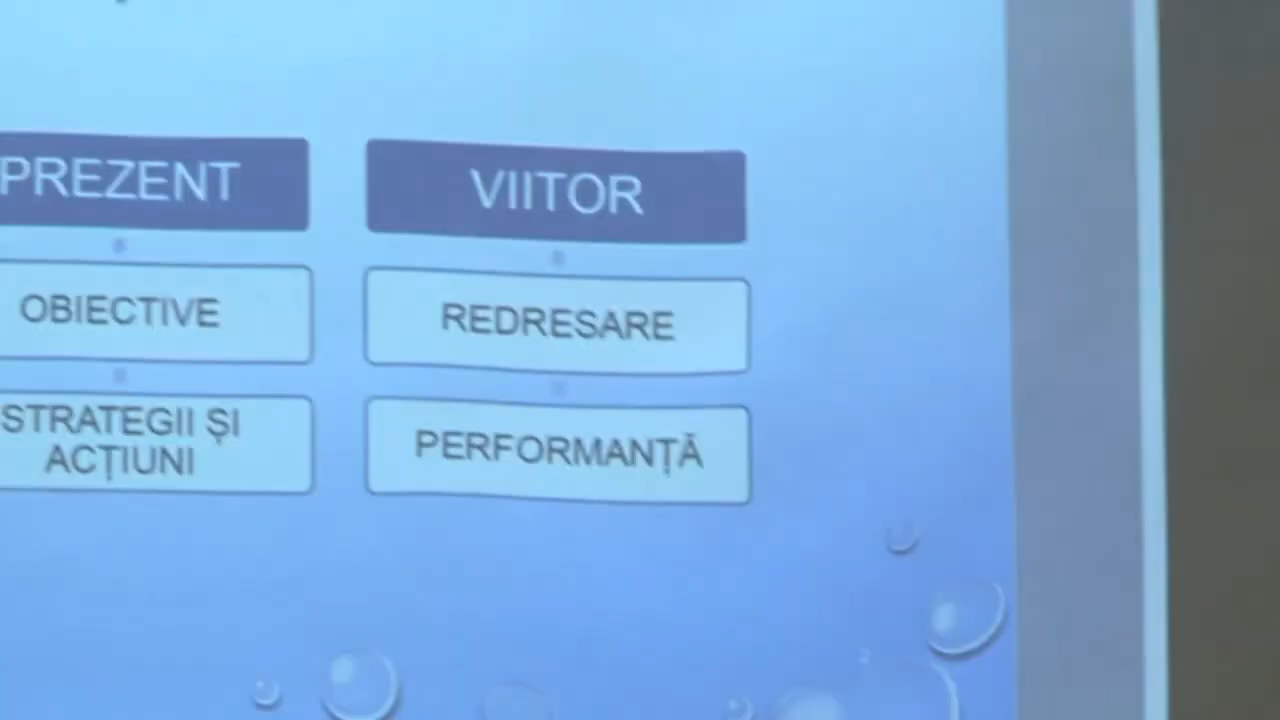 PREZENT
VIITOR
OBIECTIVE
REDRESARE
STRATEGII ȘI
ACȚIUNI
PERFORMANȚĂ